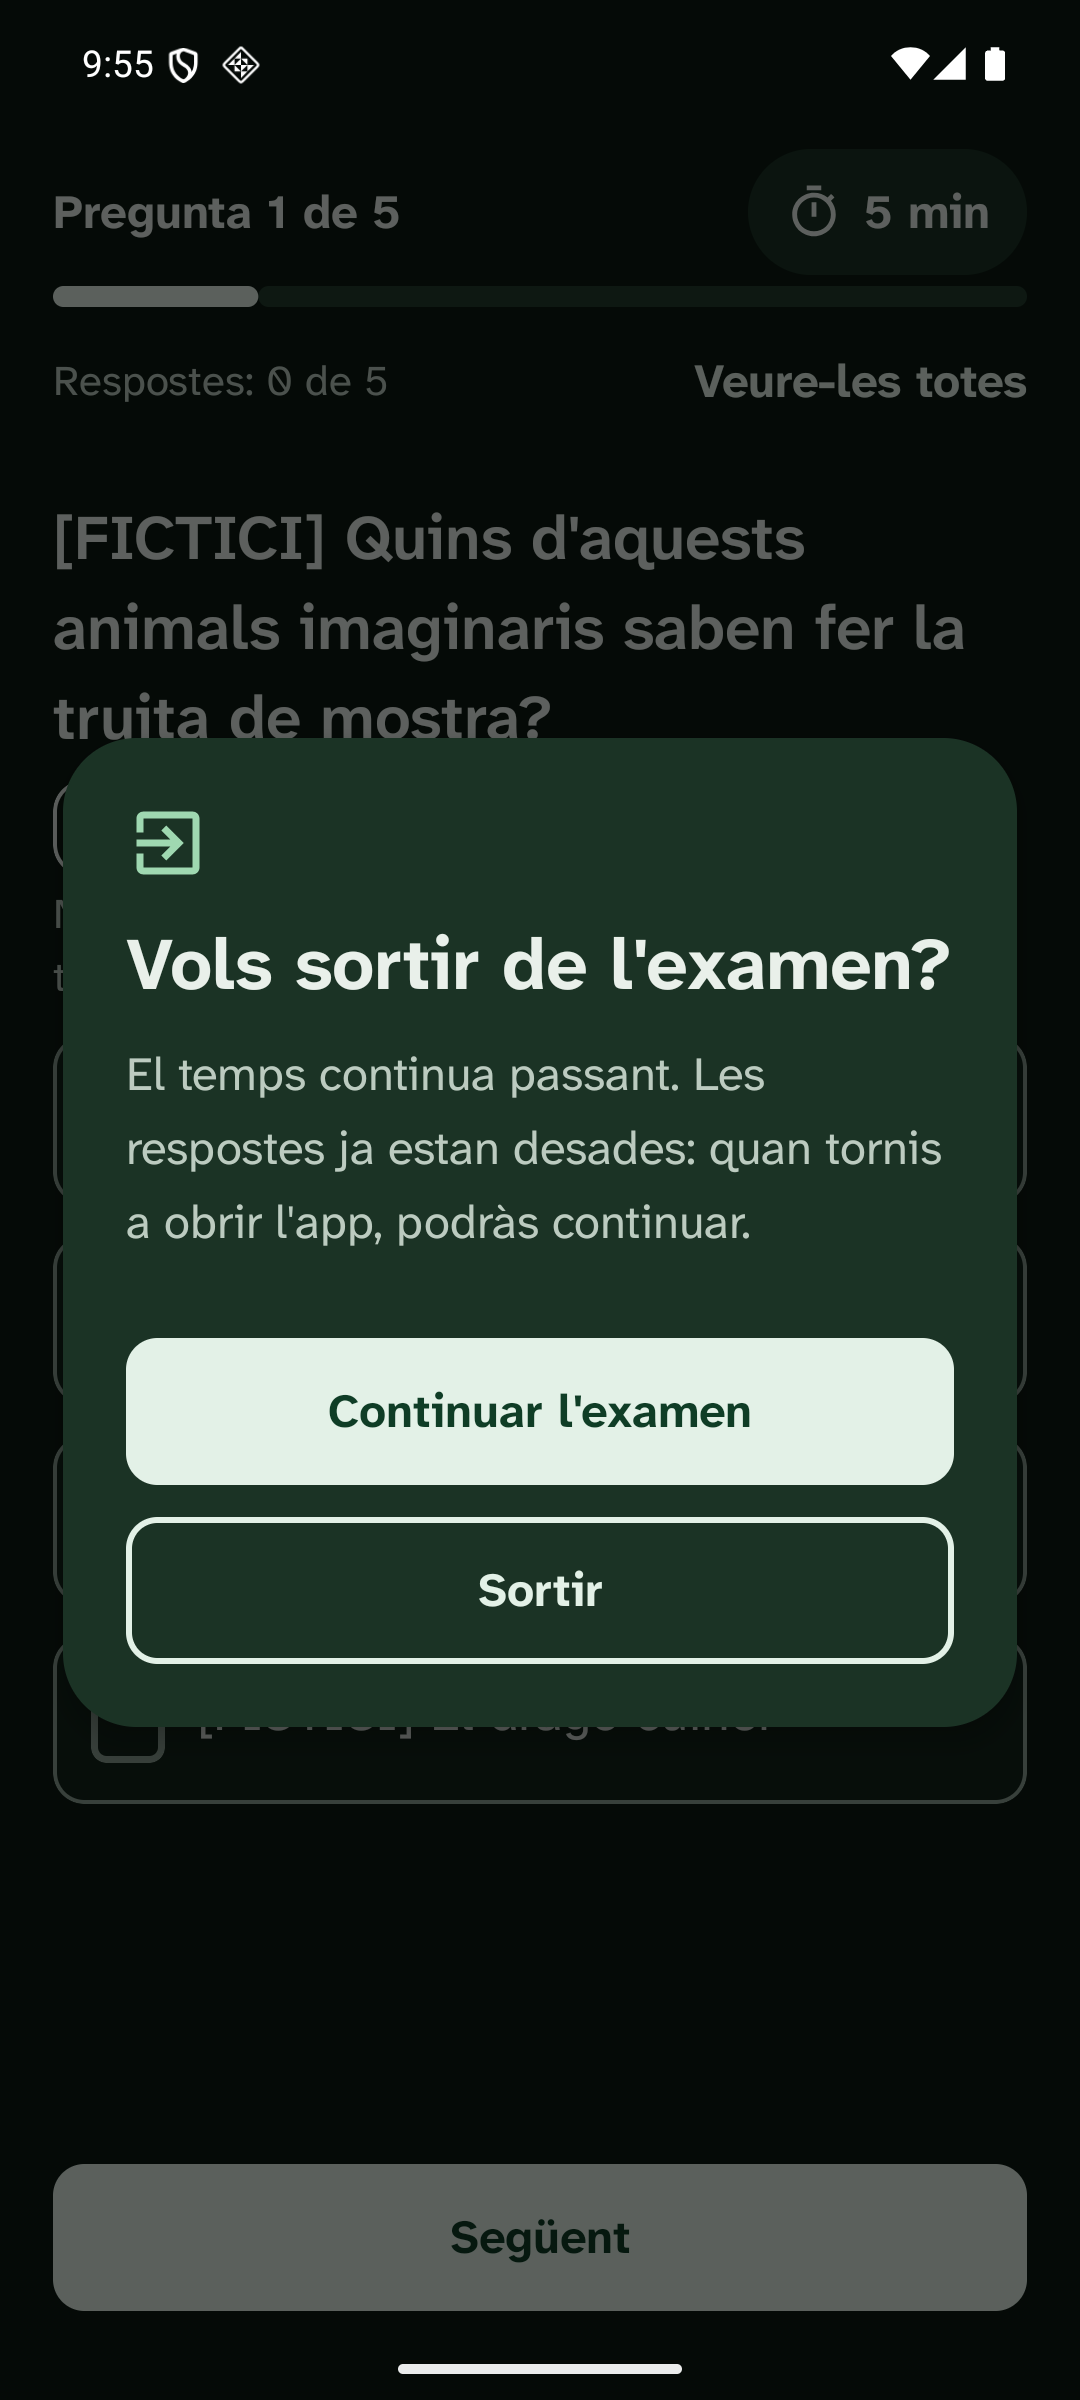 9:55
Pregunta 1 de 5
5 min
Respostes: 0 de 5
Veure-les totes
[FICTICI] Quins d'aquests
animals imaginaris saben fer la
truita de mostra?
Vols sortir de l'examen?
El temps continua passant. Les
respostes ja estan desades: quan tornis
a obrir l'app, podràs continuar.
Continuar l'examen
Sortir
[FICTICI] El
Següent